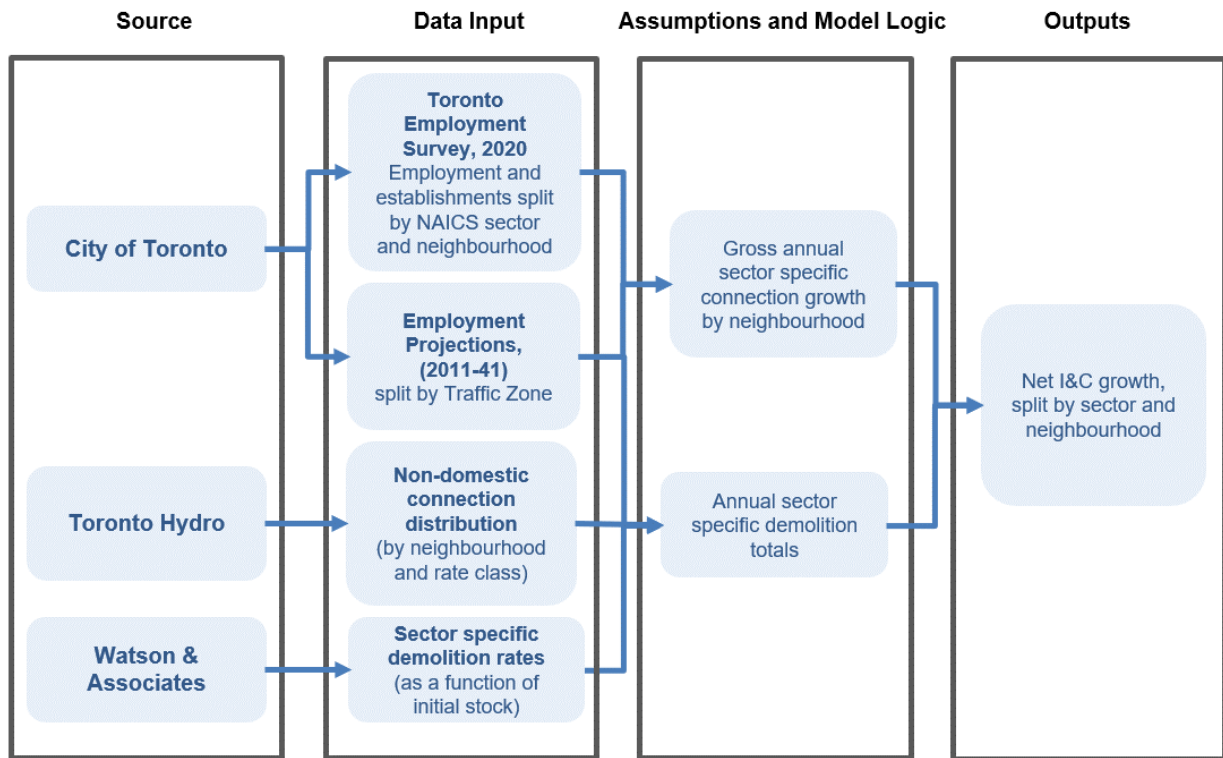 Source
Data Input
Assumptions and Model Logic
Outputs
City of Toronto
Toronto Hydro
Watson &
Associates
Toronto
Employment
Survey, 2020
Employment and
establishments split
by NAICS sector
and neighbourhood
Employment
Projections,
(2011-41)
split by Traffic Zone
Non-domestic
connection
distribution
(by neighbourhood
and rate class)
Sector specific
demolition rates
(as a function of
initial stock)
Gross annual
sector specific
connection growth
by neighbourhood
Annual sector
specific demolition
totals
Net I&C growth,
split by sector and
neighbourhood